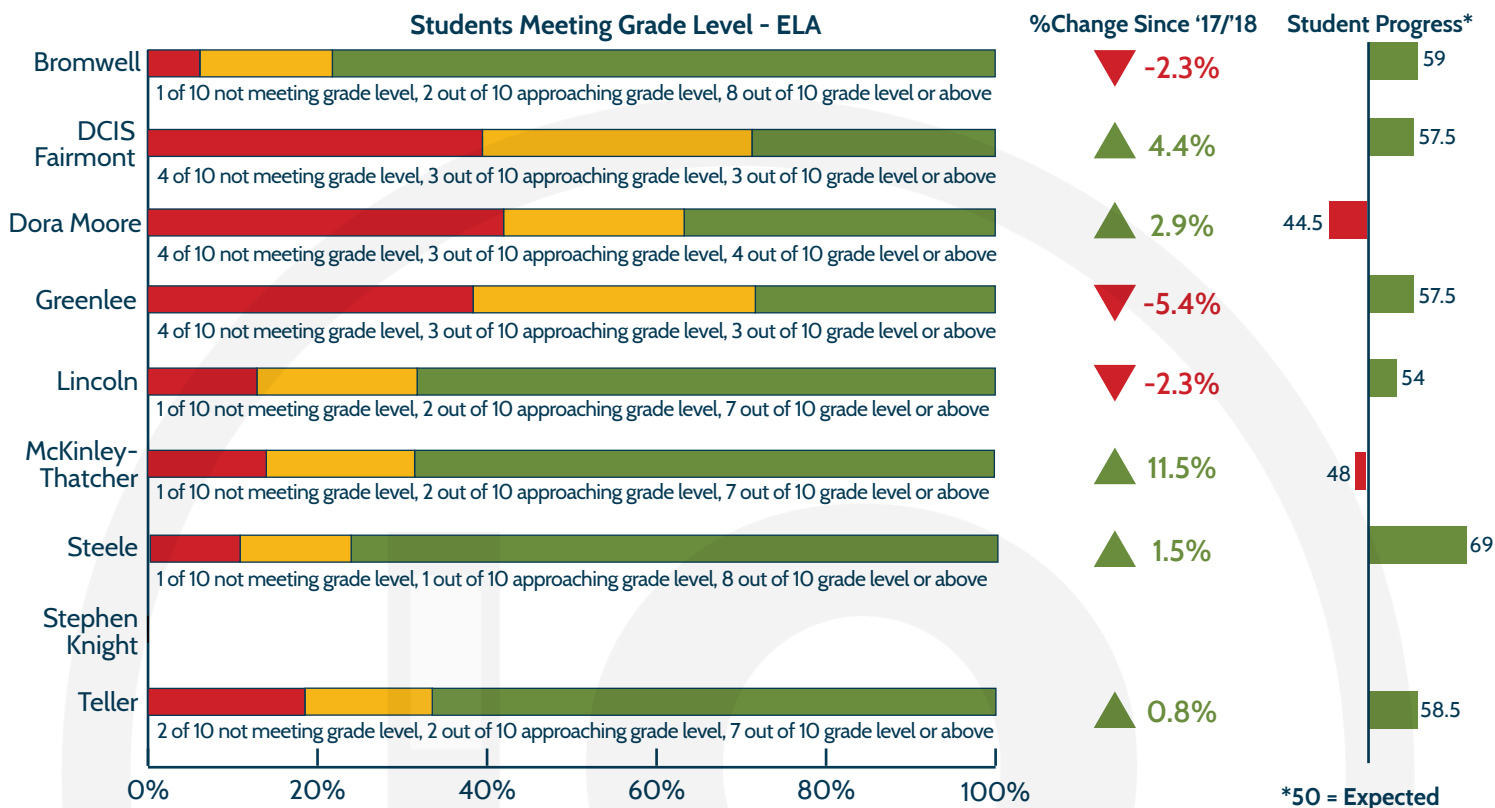 Students Meeting Grade Level - ELA
%Change Since ‘17/’18
Student Progress*
Bromwell
-2.3%
59
1 of 10 not meeting grade level, 2 out of 10 approaching grade level, 8 out of 10 grade level or above
DCIS
Fairmont
4.4%
57.5
4 of 10 not meeting grade level, 3 out of 10 approaching grade level, 3 out of 10 grade level or above
Dora Moore
2.9%
44.5
4 of 10 not meeting grade level, 3 out of 10 approaching grade level, 4 out of 10 grade level or above
Greenlee
-5.4%
57.5
4 of 10 not meeting grade level, 3 out of 10 approaching grade level, 3 out of 10 grade level or above
Lincoln
-2.3%
54
1 of 10 not meeting grade level, 2 out of 10 approaching grade level, 7 out of 10 grade level or above
McKinley-
Thatcher
11.5%
48
1 of 10 not meeting grade level, 2 out of 10 approaching grade level, 7 out of 10 grade level or above
Steele
1.5%
69
1 of 10 not meeting grade level, 1 out of 10 approaching grade level, 8 out of 10 grade level or above
Stephen
Knight
Teller
0.8%
58.5
2 of 10 not meeting grade level, 2 out of 10 approaching grade level, 7 out of 10 grade level or above
0%
20%
40%
60%
80%
100%
*50 = Expected